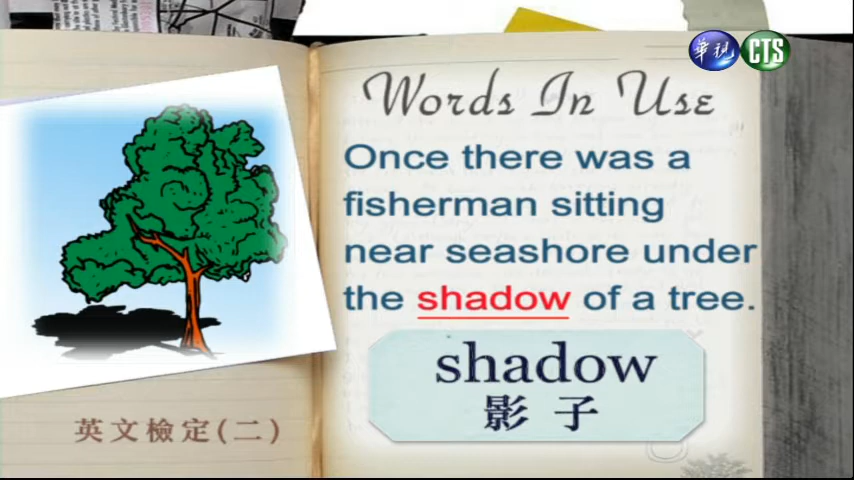 華視 CTS
Words In Use
Once there was a
fisherman sitting
near seashore under
the shadow of a tree.
shadow
影子
英文檢定(二)